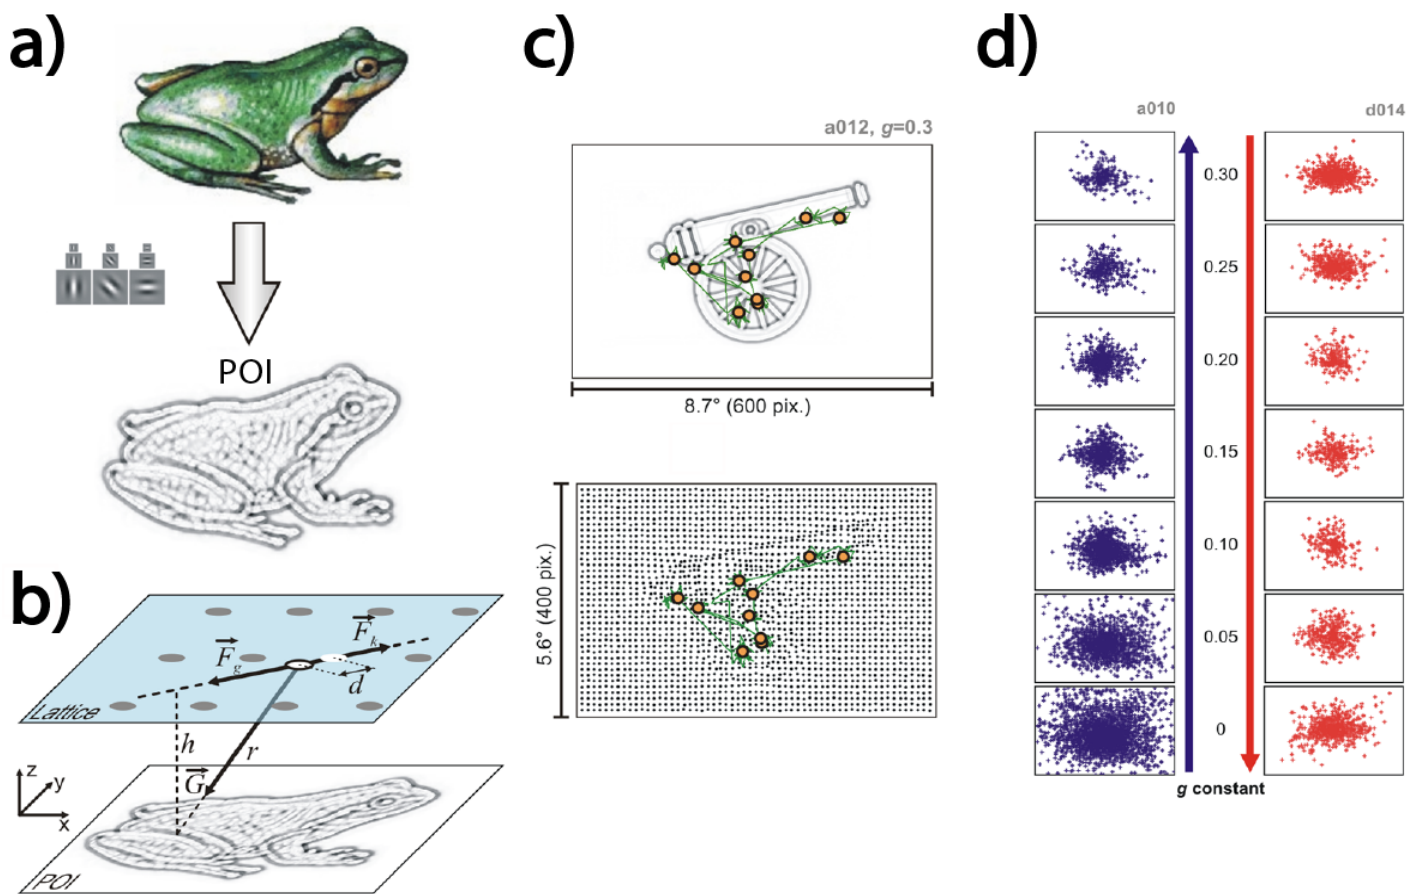 a)
POI
b)
F_k
F_g
d
Lattice
h
r
G
z
y
x
POI
c)
a012, g=0.3
8.7° (600 pix.)
5.6° (400 pix.)
d)
a010
d014
0.30
0.25
0.20
0.15
0.10
0.05
0
g constant